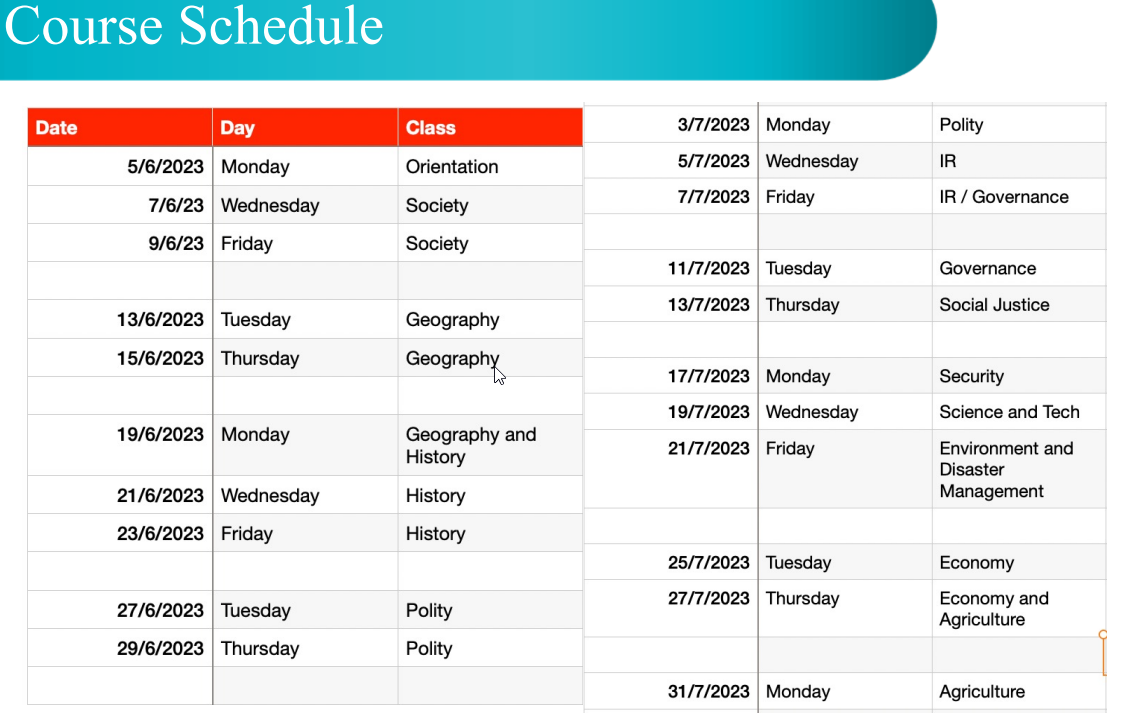 Course Schedule
Date Day Class
5/6/2023 Monday Orientation
7/6/23 Wednesday Society
9/6/23 Friday Society
13/6/2023 Tuesday Geography
15/6/2023 Thursday Geography
19/6/2023 Monday Geography and
History
21/6/2023 Wednesday History
23/6/2023 Friday History
27/6/2023 Tuesday Polity
29/6/2023 Thursday Polity
3/7/2023 Monday Polity
5/7/2023 Wednesday IR
7/7/2023 Friday IR / Governance
11/7/2023 Tuesday Governance
13/7/2023 Thursday Social Justice
17/7/2023 Monday Security
19/7/2023 Wednesday Science and Tech
21/7/2023 Friday Environment and
Disaster
Management
25/7/2023 Tuesday Economy
27/7/2023 Thursday Economy and
Agriculture
31/7/2023 Monday Agriculture